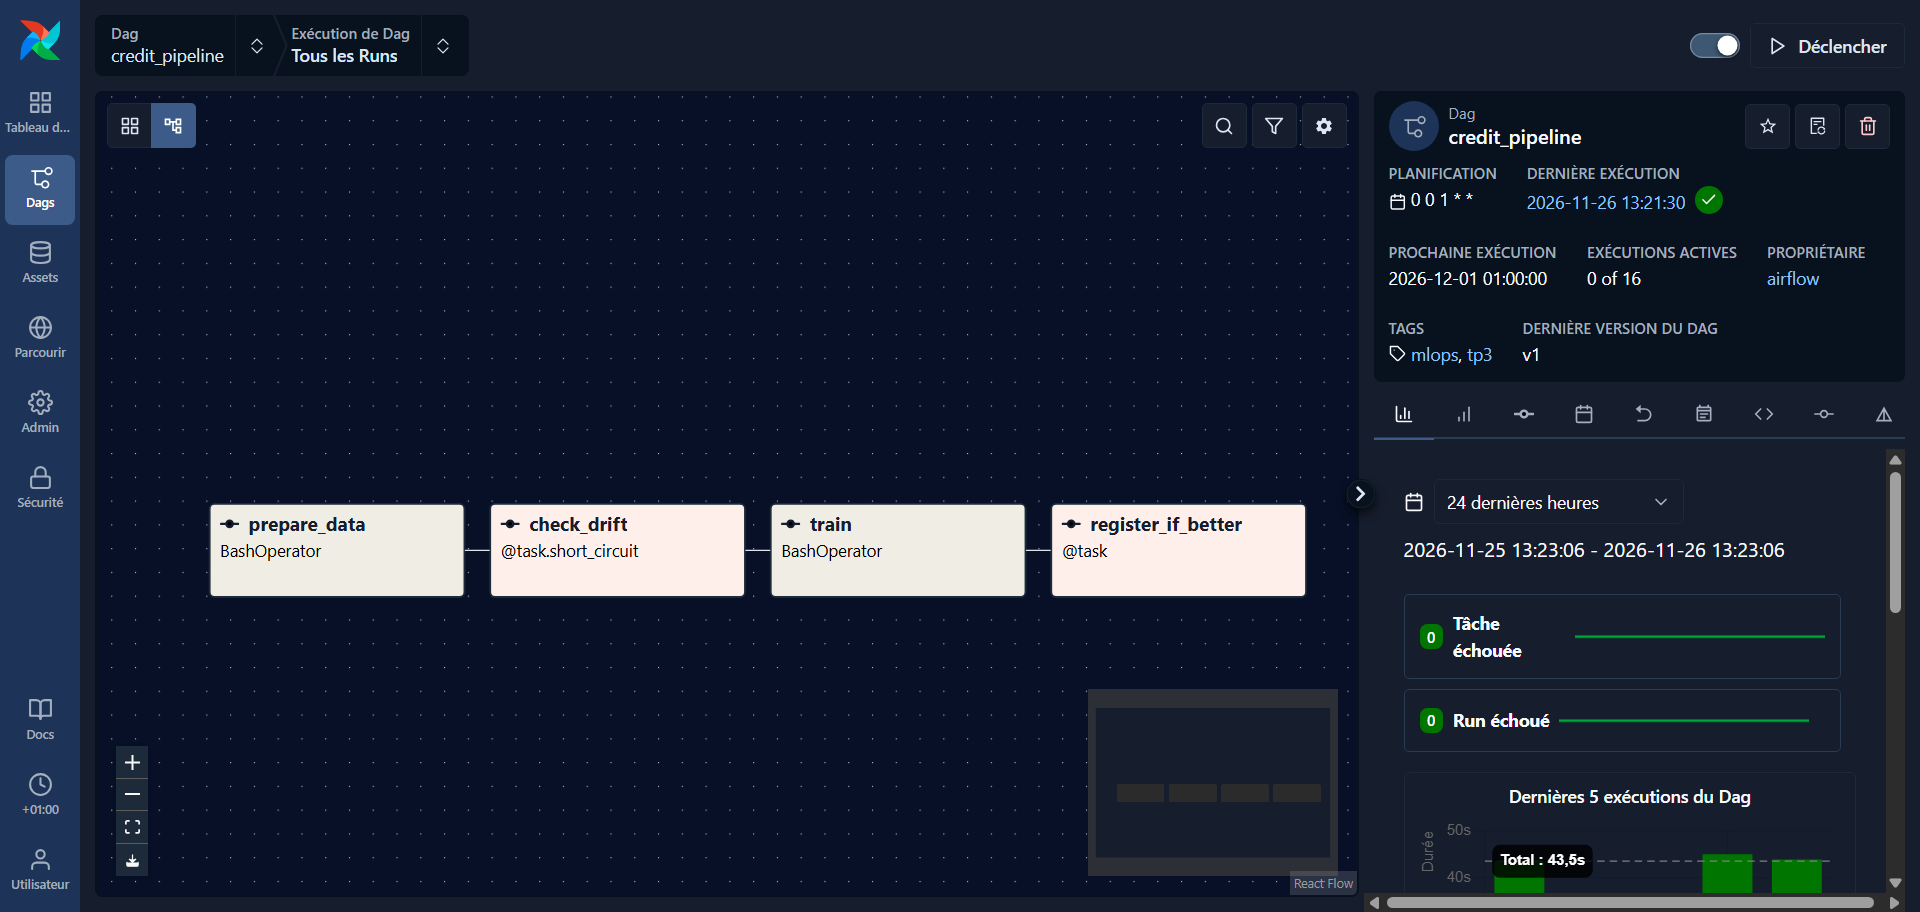 Dag
credit_pipeline
Exécution de Dag
Tous les Runs
Déclencher
Tableau d...
Dags
Assets
Parcourir
Admin
Sécurité
Docs
+01:00
Utilisateur
prepare_data
BashOperator
check_drift
@task.short_circuit
train
BashOperator
register_if_better
@task
React Flow
Dag
credit_pipeline
PLANIFICATION
0 0 1 * *
DERNIÈRE EXÉCUTION
2026-11-26 13:21:30
PROCHAINE EXÉCUTION
2026-12-01 01:00:00
EXÉCUTIONS ACTIVES
0 of 16
PROPRIÉTAIRE
airflow
TAGS
mlops, tp3
DERNIÈRE VERSION DU DAG
v1
24 dernières heures
2026-11-25 13:23:06 - 2026-11-26 13:23:06
0
Tâche
échouée
0
Run échoué
Dernières 5 exécutions du Dag
Durée
50s
Total : 43,5s
40s